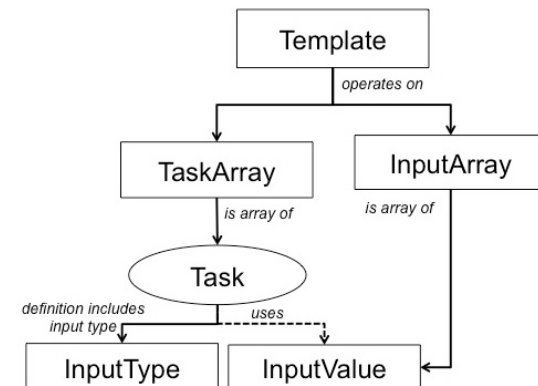 Template
operates on
TaskArray
InputArray
is array of
is array of
Task
definition includes
input type
uses
InputType
InputValue